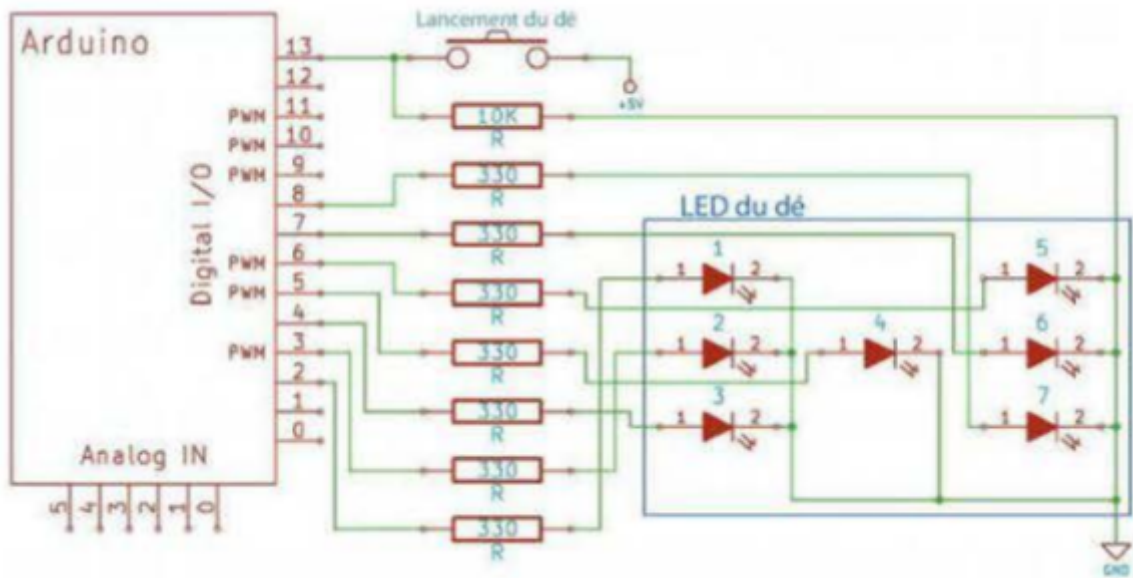 Lancement du dé
Arduino
13
12
+5V
PWM 11
10K
R
PWM 10
PWM 9
330
R
8
LED du dé
7
330
R
1
5
PWM 6
1 2
1 2
330
R
PWM 5
2
4
6
4
1 2
1 2
1 2
330
R
PWM 3
3
7
2
1 2
1 2
330
R
1
0
330
R
330
R
Digital I/O
Analog IN
5 4 3 2 1 0
GND